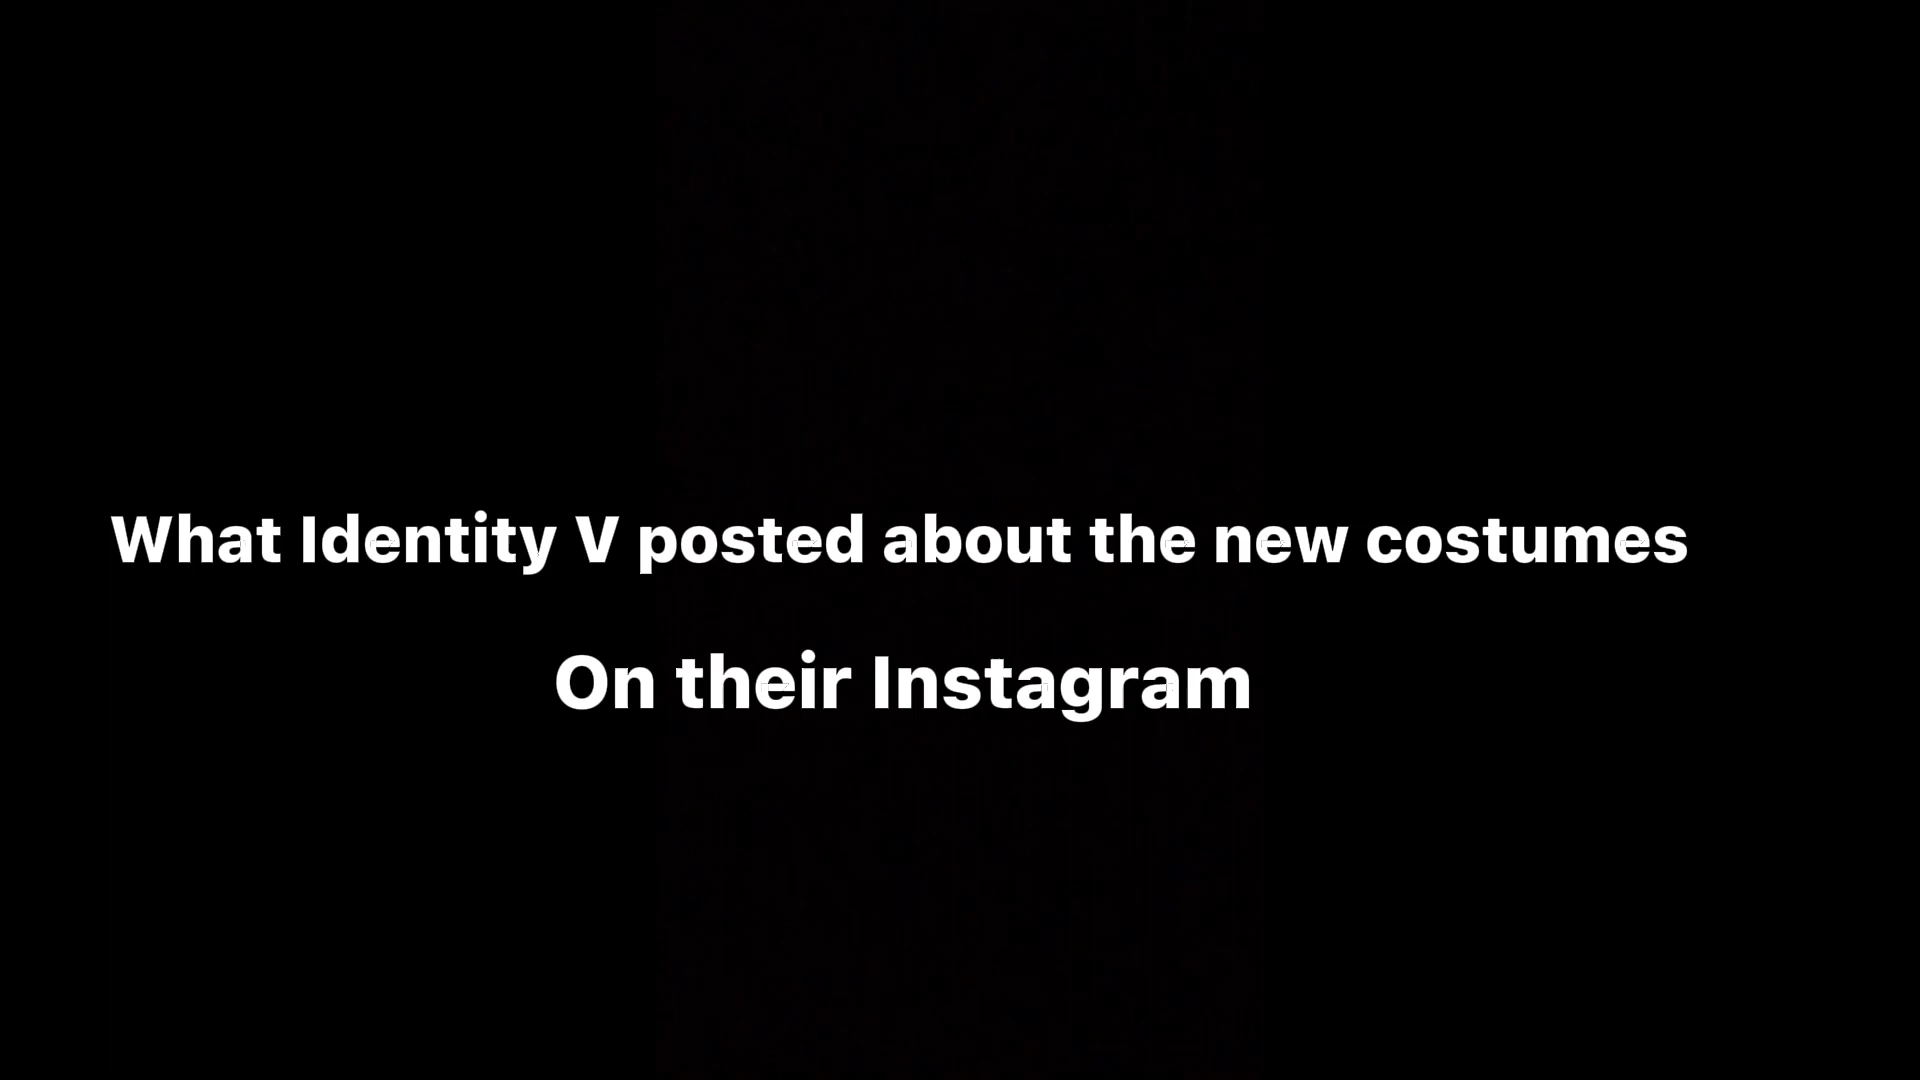 What Identity V posted about the new costumes
On their Instagram